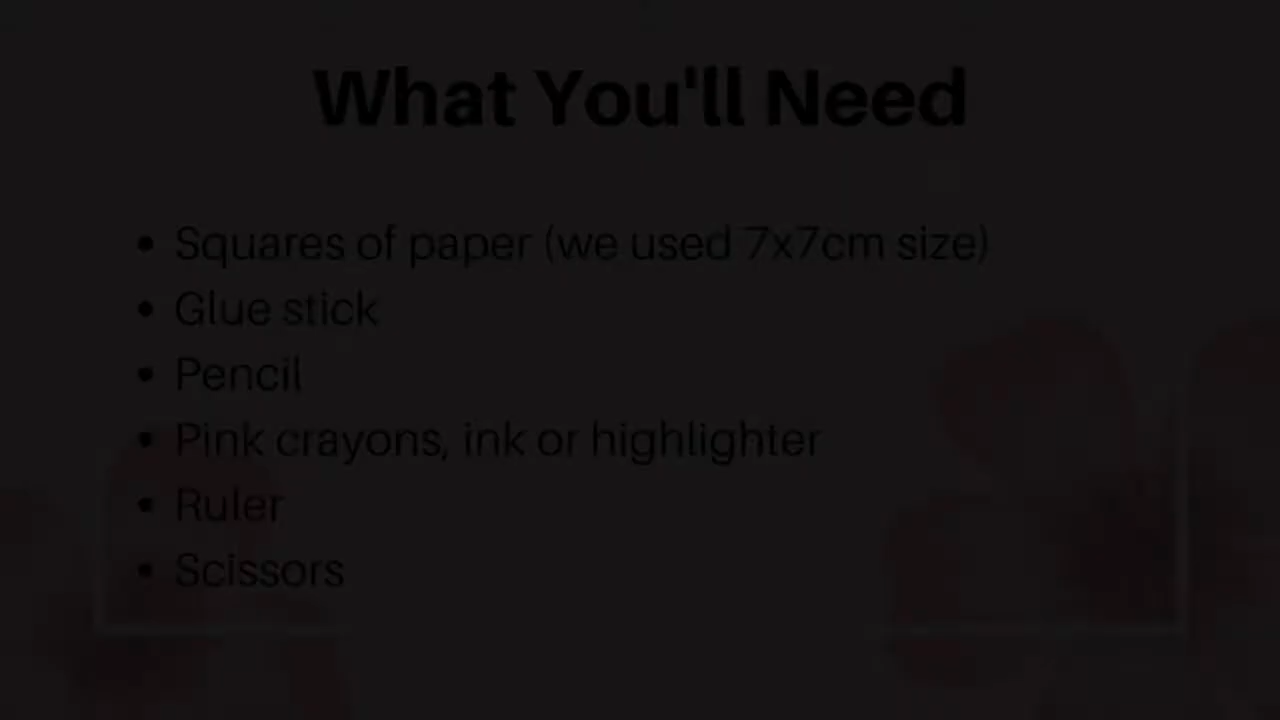 What You'll Need
• Squares of paper (we used 7x7cm size)
• Glue stick
• Pencil
• Pink crayons, ink or highlighter
• Ruler
• Scissors